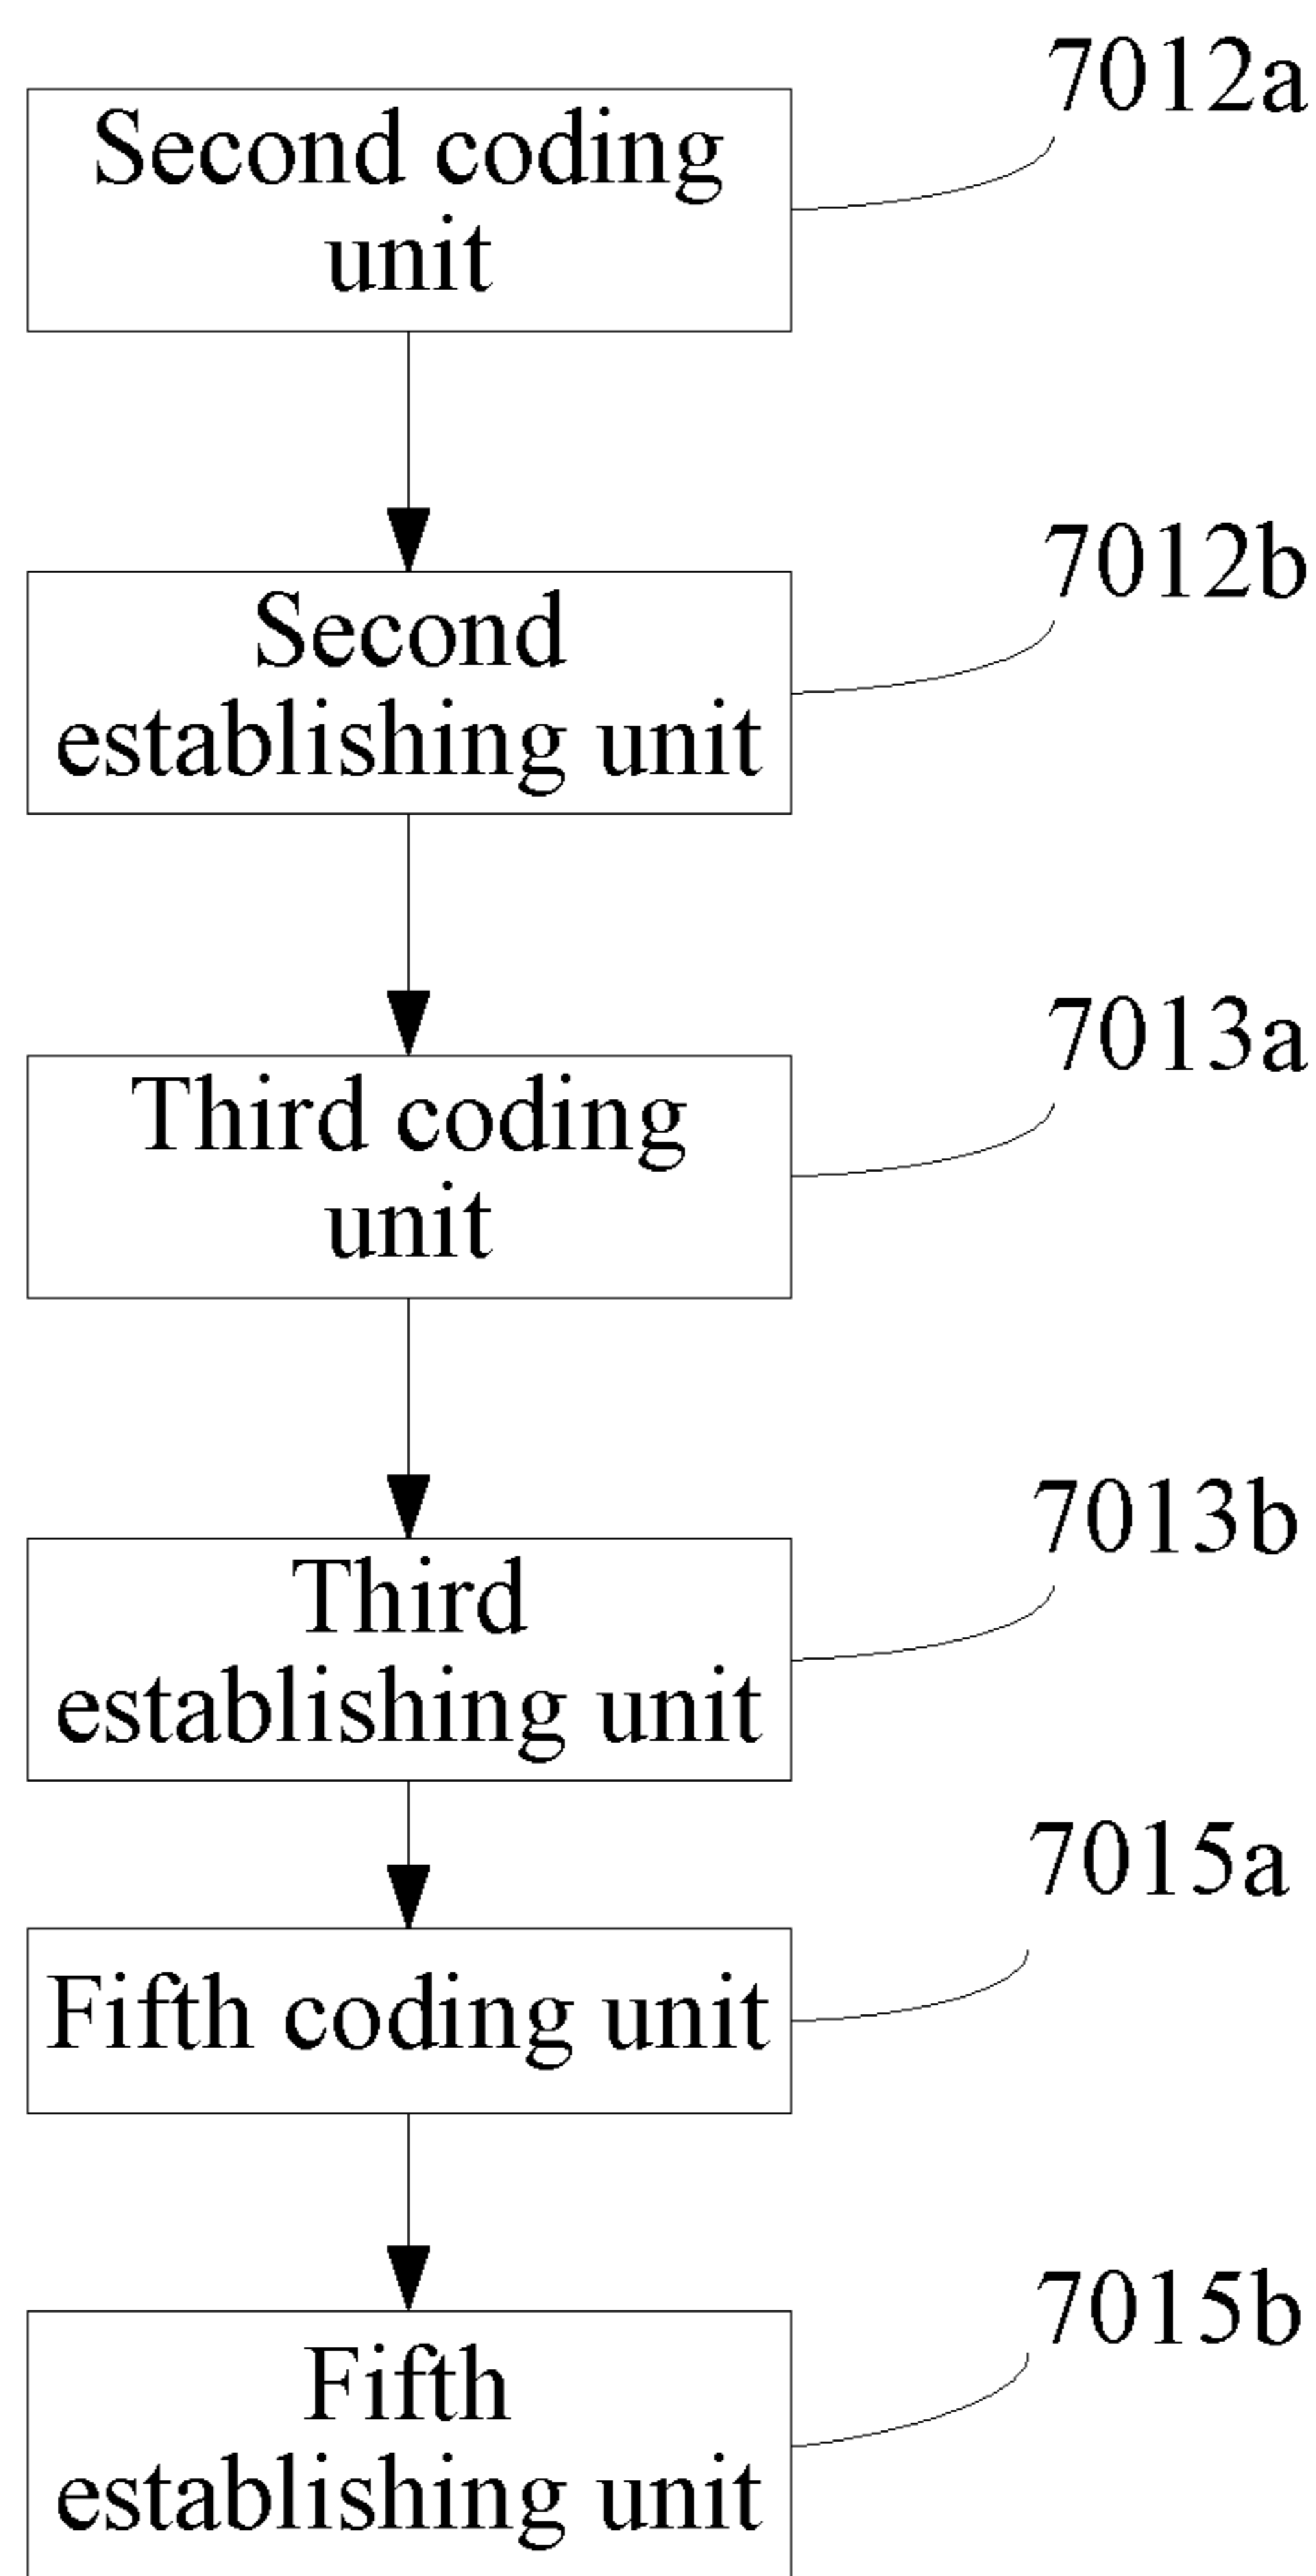 7012a
Second coding
unit
7012b
Second
establishing unit
7013a
Third coding
unit
7013b
Third
establishing unit
7015a
Fifth coding unit
7015b
Fifth
establishing unit